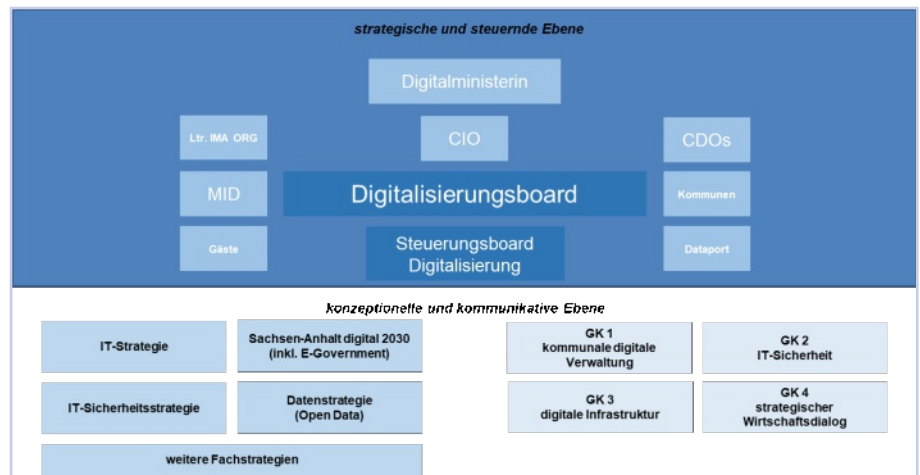 strategische und steuernde Ebene
Digitalministerin
Ltr. IMA ORG
CIO
CDOs
MID
Digitalisierungsboard
Kommunen
Gäste
Steuerungsboard
Digitalisierung
Dataport
konzeptionelle und kommunikative Ebene
IT-Strategie
Sachsen-Anhalt digital 2030
(inkl. E-Government)
GK 1
kommunale digitale
Verwaltung
GK 2
IT-Sicherheit
IT-Sicherheitsstrategie
Datenstrategie
(Open Data)
GK 3
digitale Infrastruktur
GK 4
strategischer
Wirtschaftsdialog
weitere Fachstrategien